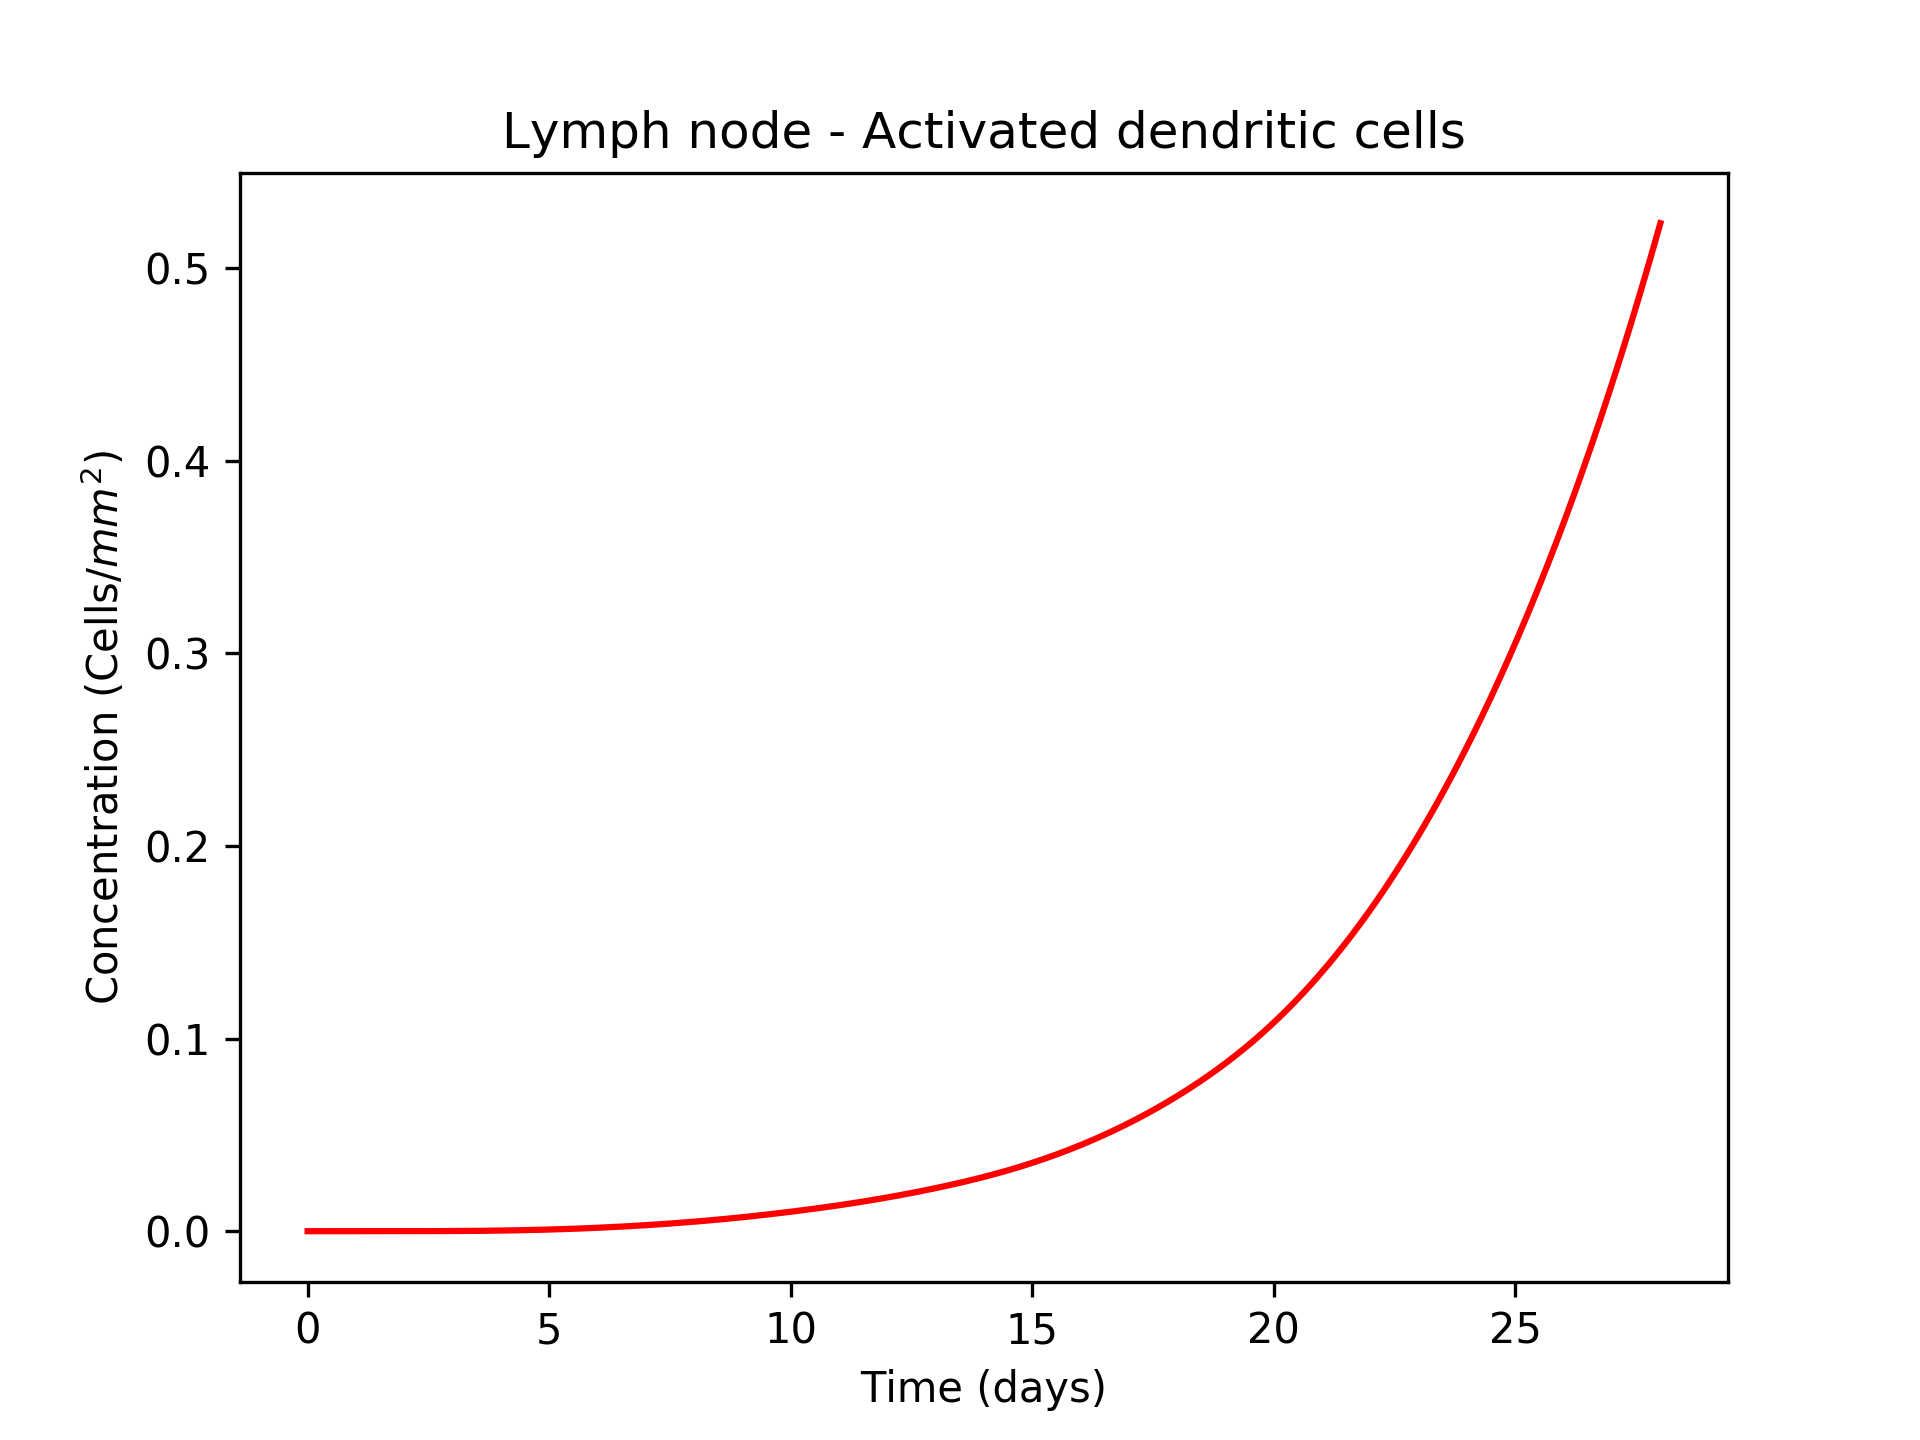 Lymph node - Activated dendritic cells
Concentration (Cells/mm²)
0.5
0.4
0.3
0.2
0.1
0.0
0 5 10 15 20 25
Time (days)